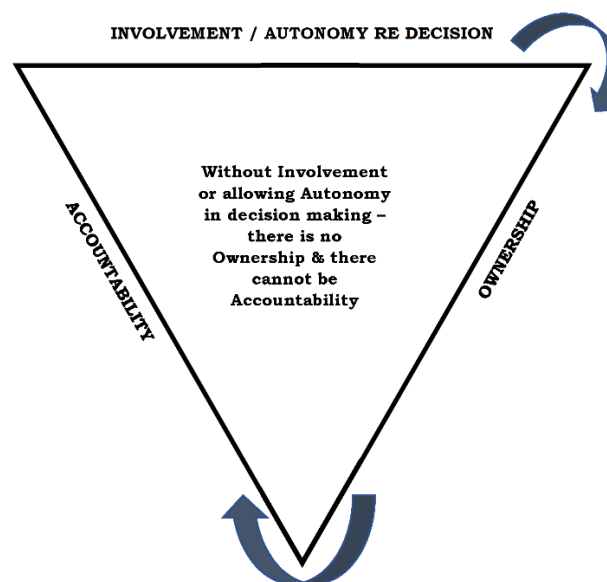 INVOLVEMENT / AUTONOMY RE DECISION
Without Involvement
or allowing Autonomy
in decision making –
there is no
Ownership & there
cannot be
Accountability
ACCOUNTABILITY
OWNERSHIP